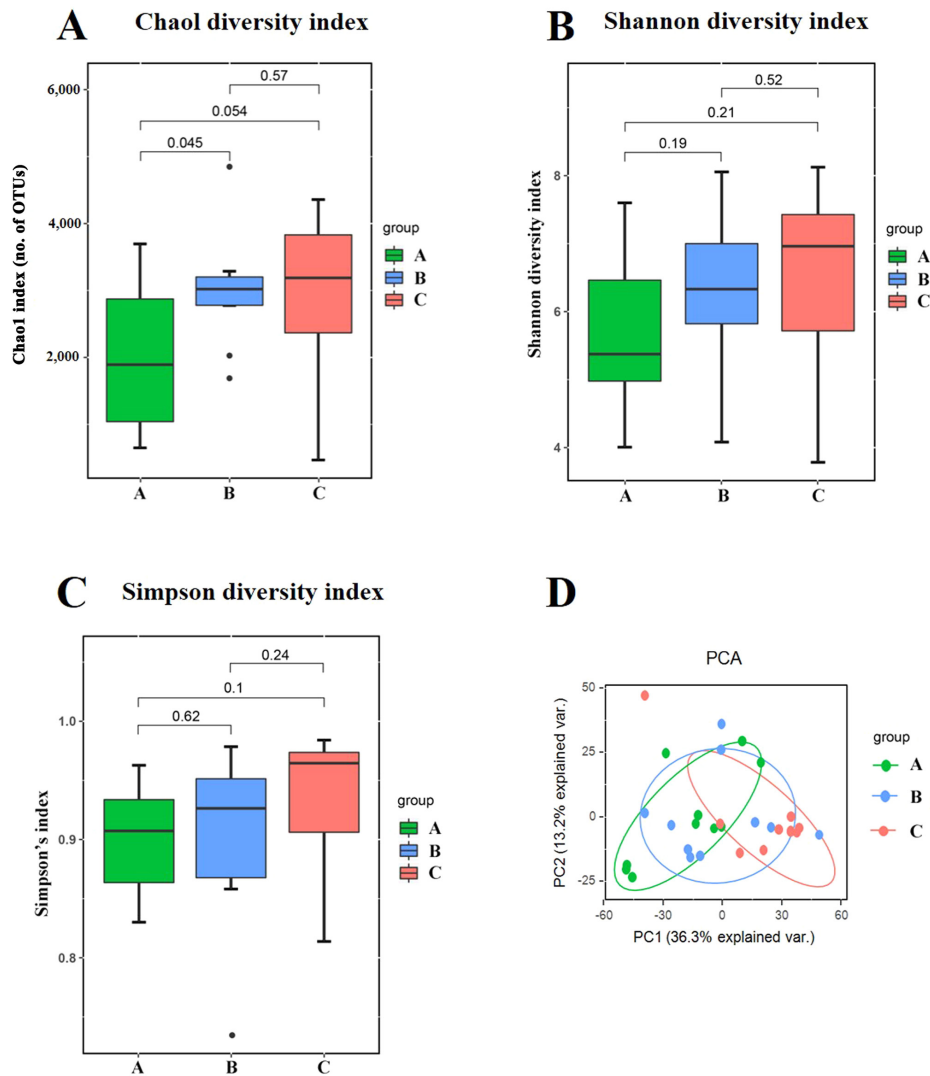 A Chaol diversity index
6,000
4,000
2,000
Chao1 index (no. of OTUs)
0.57
0.054
0.045
A B C
group
A
B
C
B Shannon diversity index
8
6
4
Shannon diversity index
0.52
0.21
0.19
A B C
group
A
B
C
C Simpson diversity index
1.0
0.9
0.8
Simpson's index
0.24
0.1
0.62
A B C
group
A
B
C
D
PCA
50
25
0
-25
PC2 (13.2% explained var.)
-60 -30 0 30 60
PC1 (36.3% explained var.)
group
A
B
C